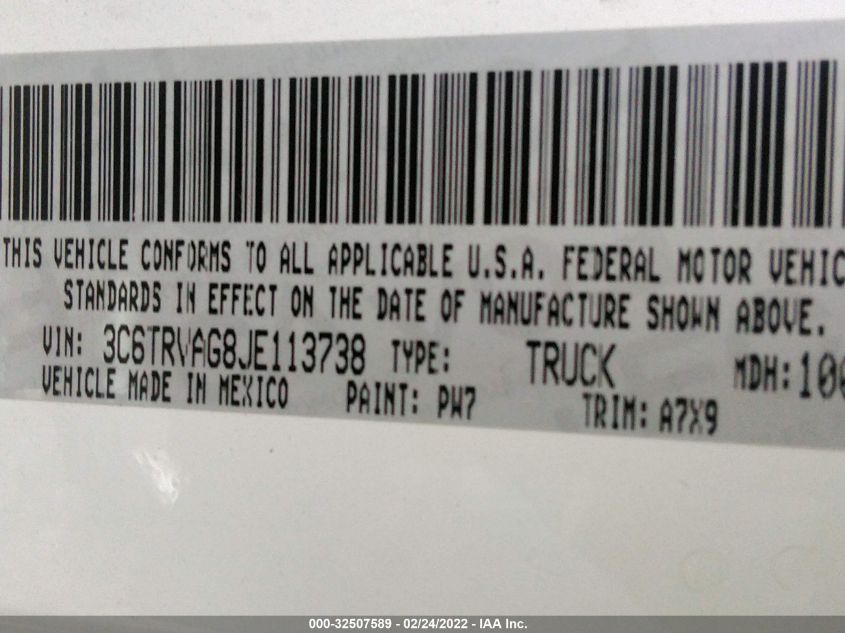 THIS VEHICLE CONFORMS TO ALL APPLICABLE U.S.A. FEDERAL MOTOR VEHIC
STANDARDS IN EFFECT ON THE DATE OF MANUFACTURE SHOWN ABOVE.
VIN: 3C6TRVAG8JE113738 TYPE: TRUCK MDH: 100
VEHICLE MADE IN MEXICO PAINT: PW7 TRIM: A7X9
000-32507589 - 02/24/2022 - IAA Inc.